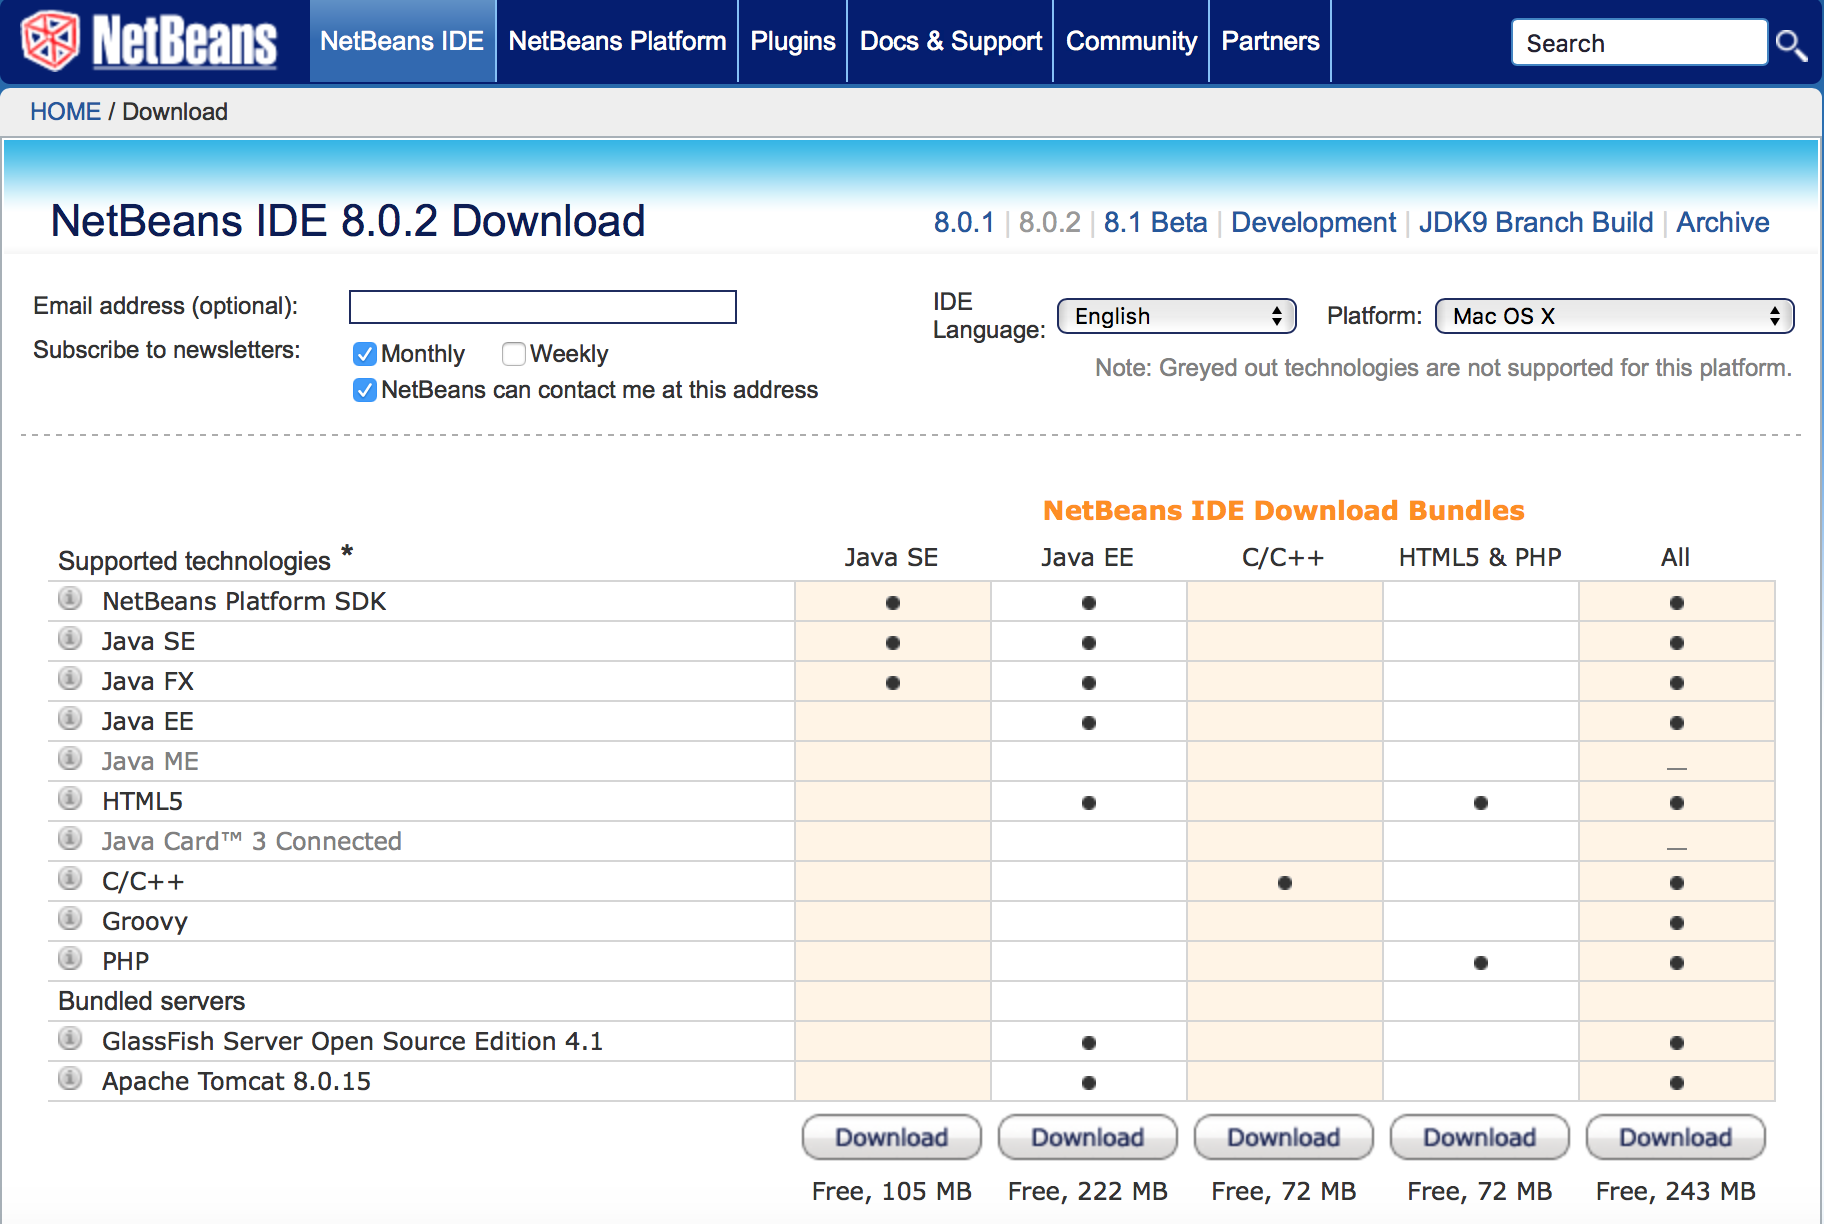 NetBeans NetBeans IDE NetBeans Platform Plugins Docs & Support Community Partners Search
HOME / Download
NetBeans IDE 8.0.2 Download 8.0.1 | 8.0.2 | 8.1 Beta | Development | JDK9 Branch Build | Archive
Email address (optional):
Subscribe to newsletters: Monthly Weekly
NetBeans can contact me at this address
IDE
Language: English Platform: Mac OS X
Note: Greyed out technologies are not supported for this platform.
NetBeans IDE Download Bundles
Supported technologies * Java SE Java EE C/C++ HTML5 & PHP All
NetBeans Platform SDK ● ● ●
Java SE ● ● ●
Java FX ● ● ●
Java EE ● ●
Java ME —
HTML5 ● ● ●
Java Card™ 3 Connected —
C/C++ ● ●
Groovy ●
PHP ● ●
Bundled servers
GlassFish Server Open Source Edition 4.1 ● ●
Apache Tomcat 8.0.15 ● ●
Download Download Download Download Download
Free, 105 MB Free, 222 MB Free, 72 MB Free, 72 MB Free, 243 MB